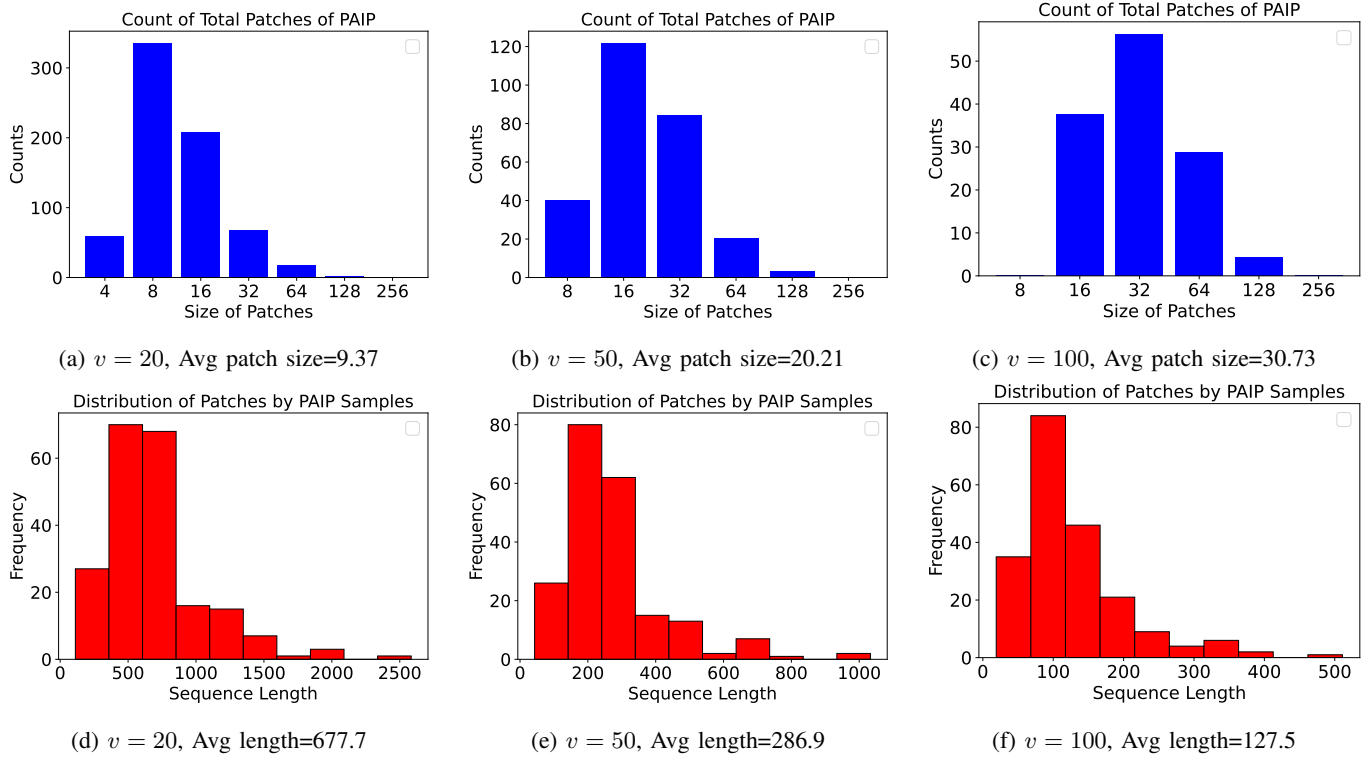 Count of Total Patches of PAIP
Counts
300
200
100
0
4 8 16 32 64 128 256
Size of Patches
(a) v = 20, Avg patch size=9.37
Count of Total Patches of PAIP
Counts
120
100
80
60
40
20
0
8 16 32 64 128 256
Size of Patches
(b) v = 50, Avg patch size=20.21
Count of Total Patches of PAIP
Counts
50
40
30
20
10
0
8 16 32 64 128 256
Size of Patches
(c) v = 100, Avg patch size=30.73
Distribution of Patches by PAIP Samples
Frequency
60
40
20
0
0 500 1000 1500 2000 2500
Sequence Length
(d) v = 20, Avg length=677.7
Distribution of Patches by PAIP Samples
Frequency
80
60
40
20
0
0 200 400 600 800 1000
Sequence Length
(e) v = 50, Avg length=286.9
Distribution of Patches by PAIP Samples
Frequency
80
60
40
20
0
0 100 200 300 400 500
Sequence Length
(f) v = 100, Avg length=127.5